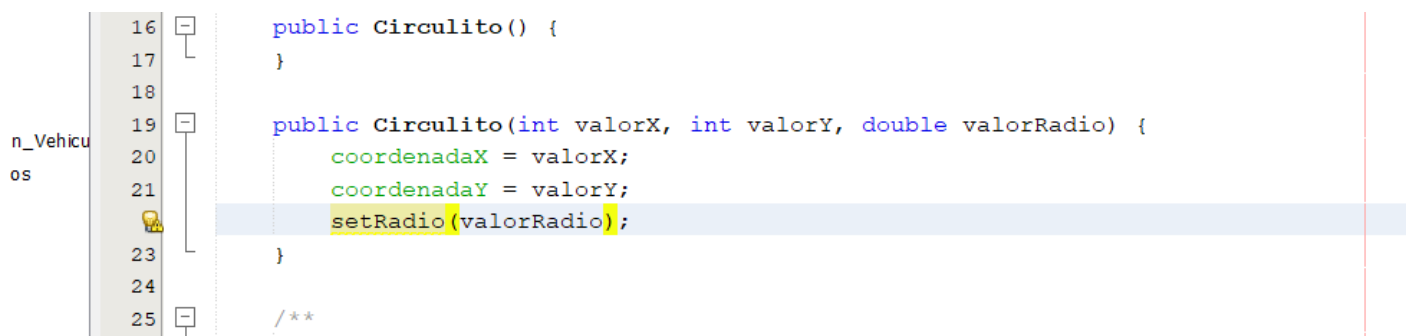 16 public Circulito() {
17 }
18
19 public Circulito(int valorX, int valorY, double valorRadio) {
n_Vehicu
20 coordenadaX = valorX;
os
21 coordenadaY = valorY;
setRadio(valorRadio);
23 }
24
25 /**